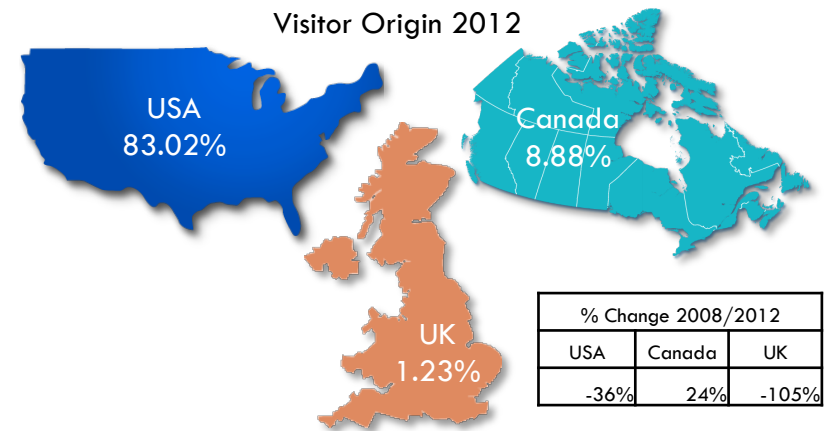 Visitor Origin 2012
USA
83.02%
Canada
8.88%
UK
1.23%
% Change 2008/2012
USA Canada UK
-36% 24% -105%